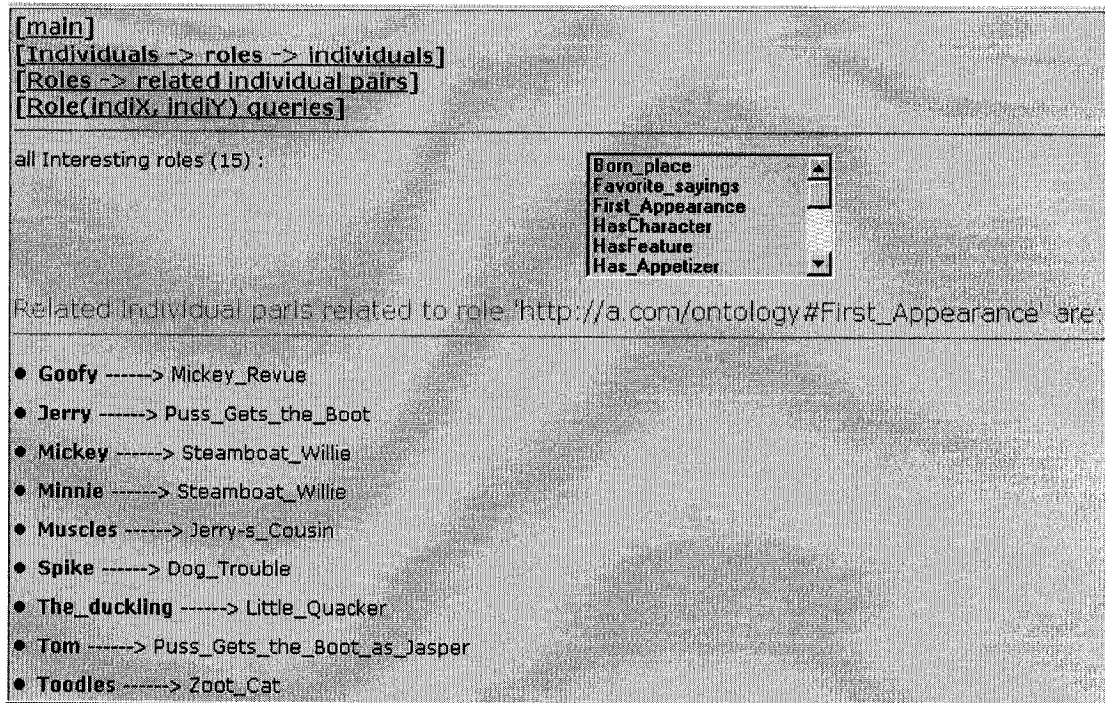 [main]
[Individuals -> roles -> individuals]
[Roles -> related individual pairs]
[Role(indiX, indiY) queries]
all Interesting roles (15) :
Born_place
Favorite_sayings
First_Appearance
HasCharacter
HasFeature
Has_Appetizer
Related Individual paris related to role 'http://a.com/ontology#First_Appearance' are:
● Goofy ------> Mickey_Revue
● Jerry ------> Puss_Gets_the_Boot
● Mickey ------> Steamboat_Willie
● Minnie ------> Steamboat_Willie
● Muscles ------> Jerry-s_Cousin
● Spike ------> Dog_Trouble
● The_duckling ------> Little_Quacker
● Tom ------> Puss_Gets_the_Boot_as_Jasper
● Toodles ------> Zoot_Cat